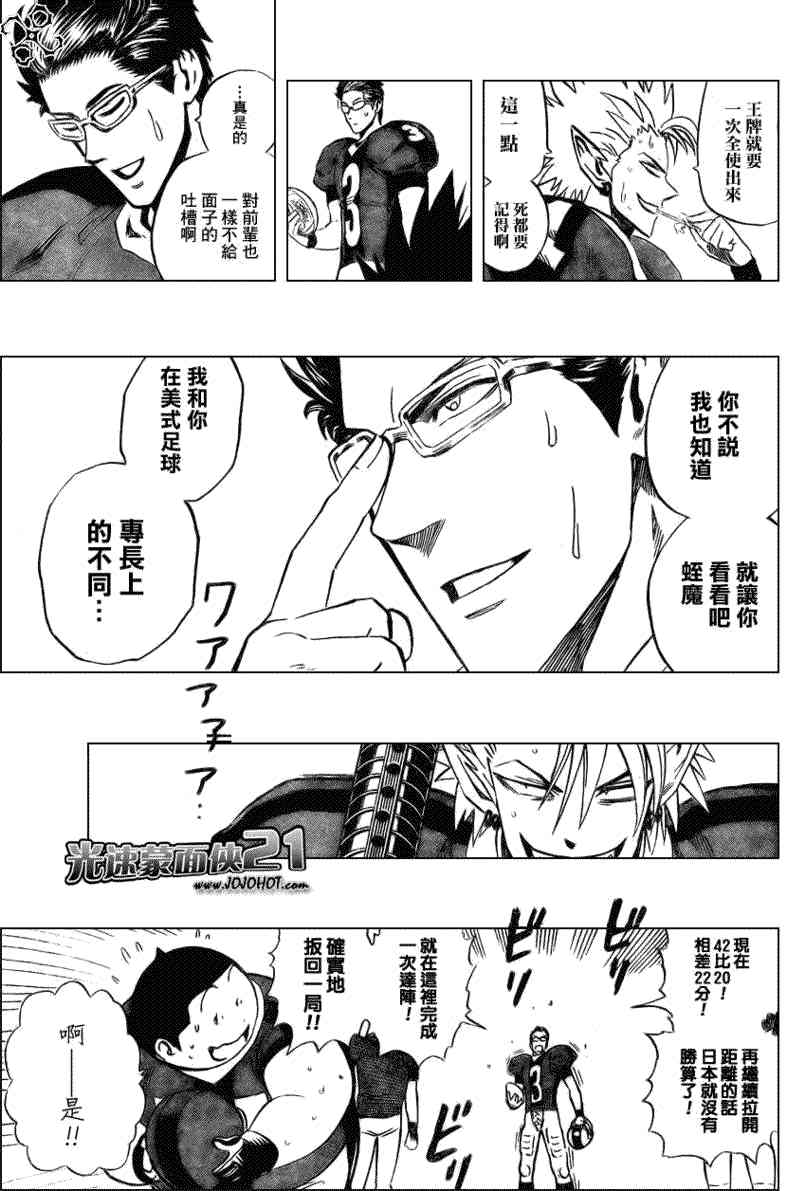 王牌就要
一次全使出來
這一點
死都要
記得啊
3
3
…真是的
對前輩也
一樣不給
面子的
吐槽啊
你不說
我也知道
就讓你
看看吧
蛭魔
我和你
在美式足球
專長上
的不同…
ワァァァ…
光速蒙面俠21
www.JOJOHOT.com
現在
42比20！
相差22分！
再繼續拉開
距離的話
日本就沒有
勝算了！
ビビ
3
就在這裡完成
一次達陣！
確實地
扳回一局!!
啊——是!!